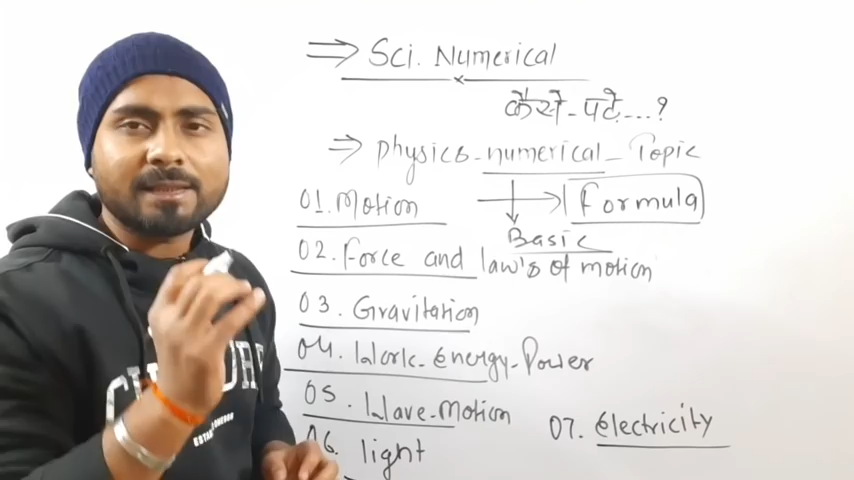 ⇒ Sci. Numerical
कैसे - पढे....?
⇒ Physics - numerical - Topic
01. Motion
Formula
Basic
02. Force and law's of motion
03. Gravitation
04. Work - energy - Power
05. Wave - Motion
06. light
07. Electricity